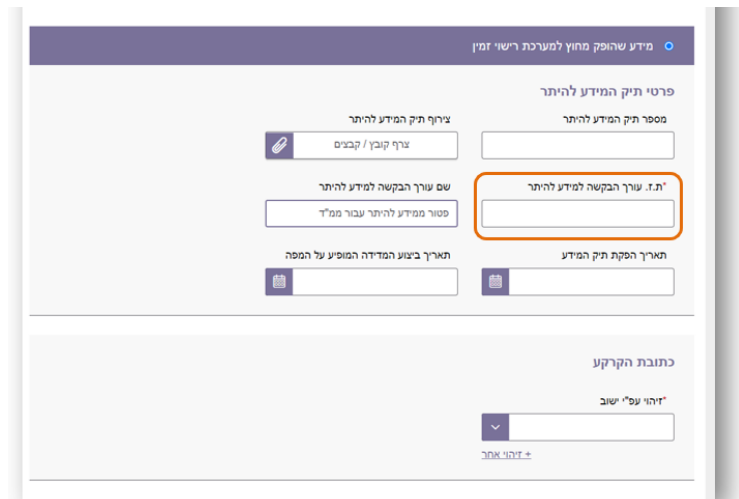 מידע שהופק מחוץ למערכת רישוי זמין
פרטי תיק המידע להיתר
מספר תיק המידע להיתר
צירוף תיק המידע להיתר
צרף קובץ / קבצים
*ת.ז. עורך הבקשה למידע להיתר
שם עורך הבקשה למידע להיתר
פטור ממידע להיתר עבור ממ"ד
תאריך הפקת תיק המידע
תאריך ביצוע המדידה המופיע על המפה
כתובת הקרקע
*זיהוי עפ"י ישוב
+ זיהוי אחר